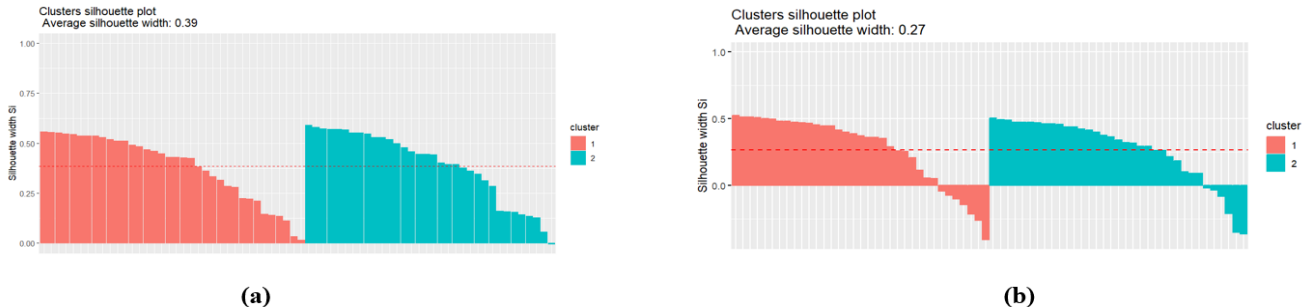 Clusters silhouette plot
Average silhouette width: 0.39
1.00
0.75
0.50
0.25
0.00
Silhouette width Si
cluster
1
2
(a)
Clusters silhouette plot
Average silhouette width: 0.27
1.0
0.5
0.0
Silhouette width Si
cluster
1
2
(b)